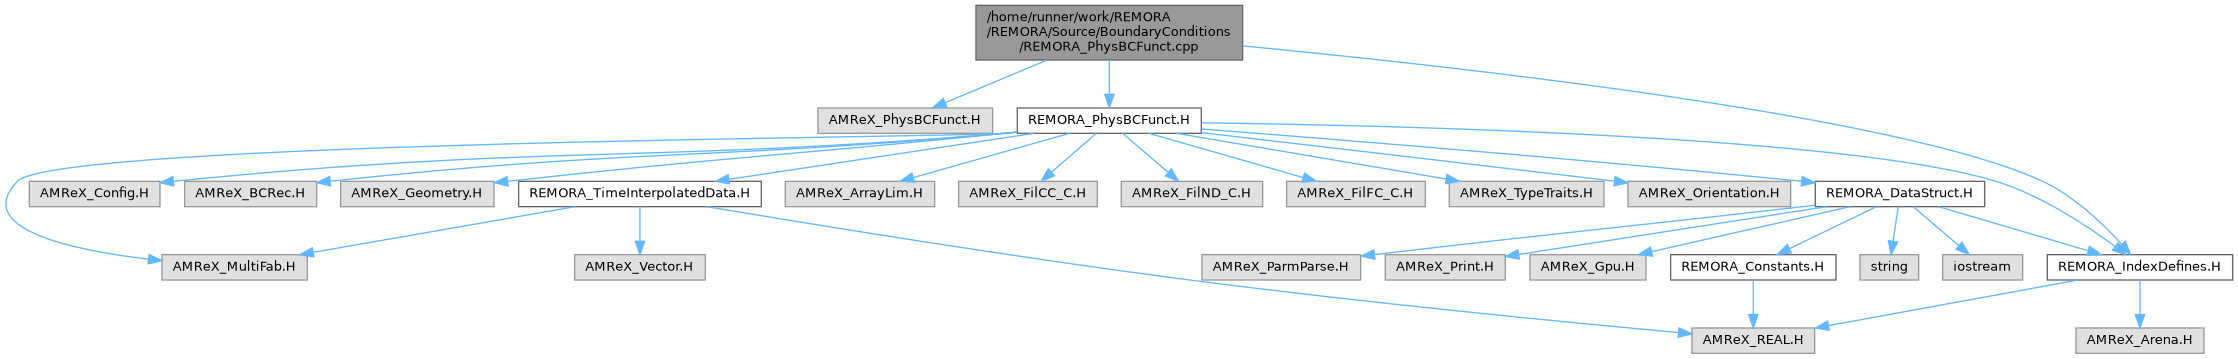 /home/runner/work/REMORA
/REMORA/Source/BoundaryConditions
/REMORA_PhysBCFunct.cpp
AMReX_PhysBCFunct.H
REMORA_PhysBCFunct.H
AMReX_Config.H
AMReX_BCRec.H
AMReX_Geometry.H
REMORA_TimeInterpolatedData.H
AMReX_ArrayLim.H
AMReX_FilCC_C.H
AMReX_FilND_C.H
AMReX_FilFC_C.H
AMReX_TypeTraits.H
AMReX_Orientation.H
REMORA_DataStruct.H
AMReX_MultiFab.H
AMReX_Vector.H
AMReX_ParmParse.H
AMReX_Print.H
AMReX_Gpu.H
REMORA_Constants.H
string
iostream
REMORA_IndexDefines.H
AMReX_REAL.H
AMReX_Arena.H